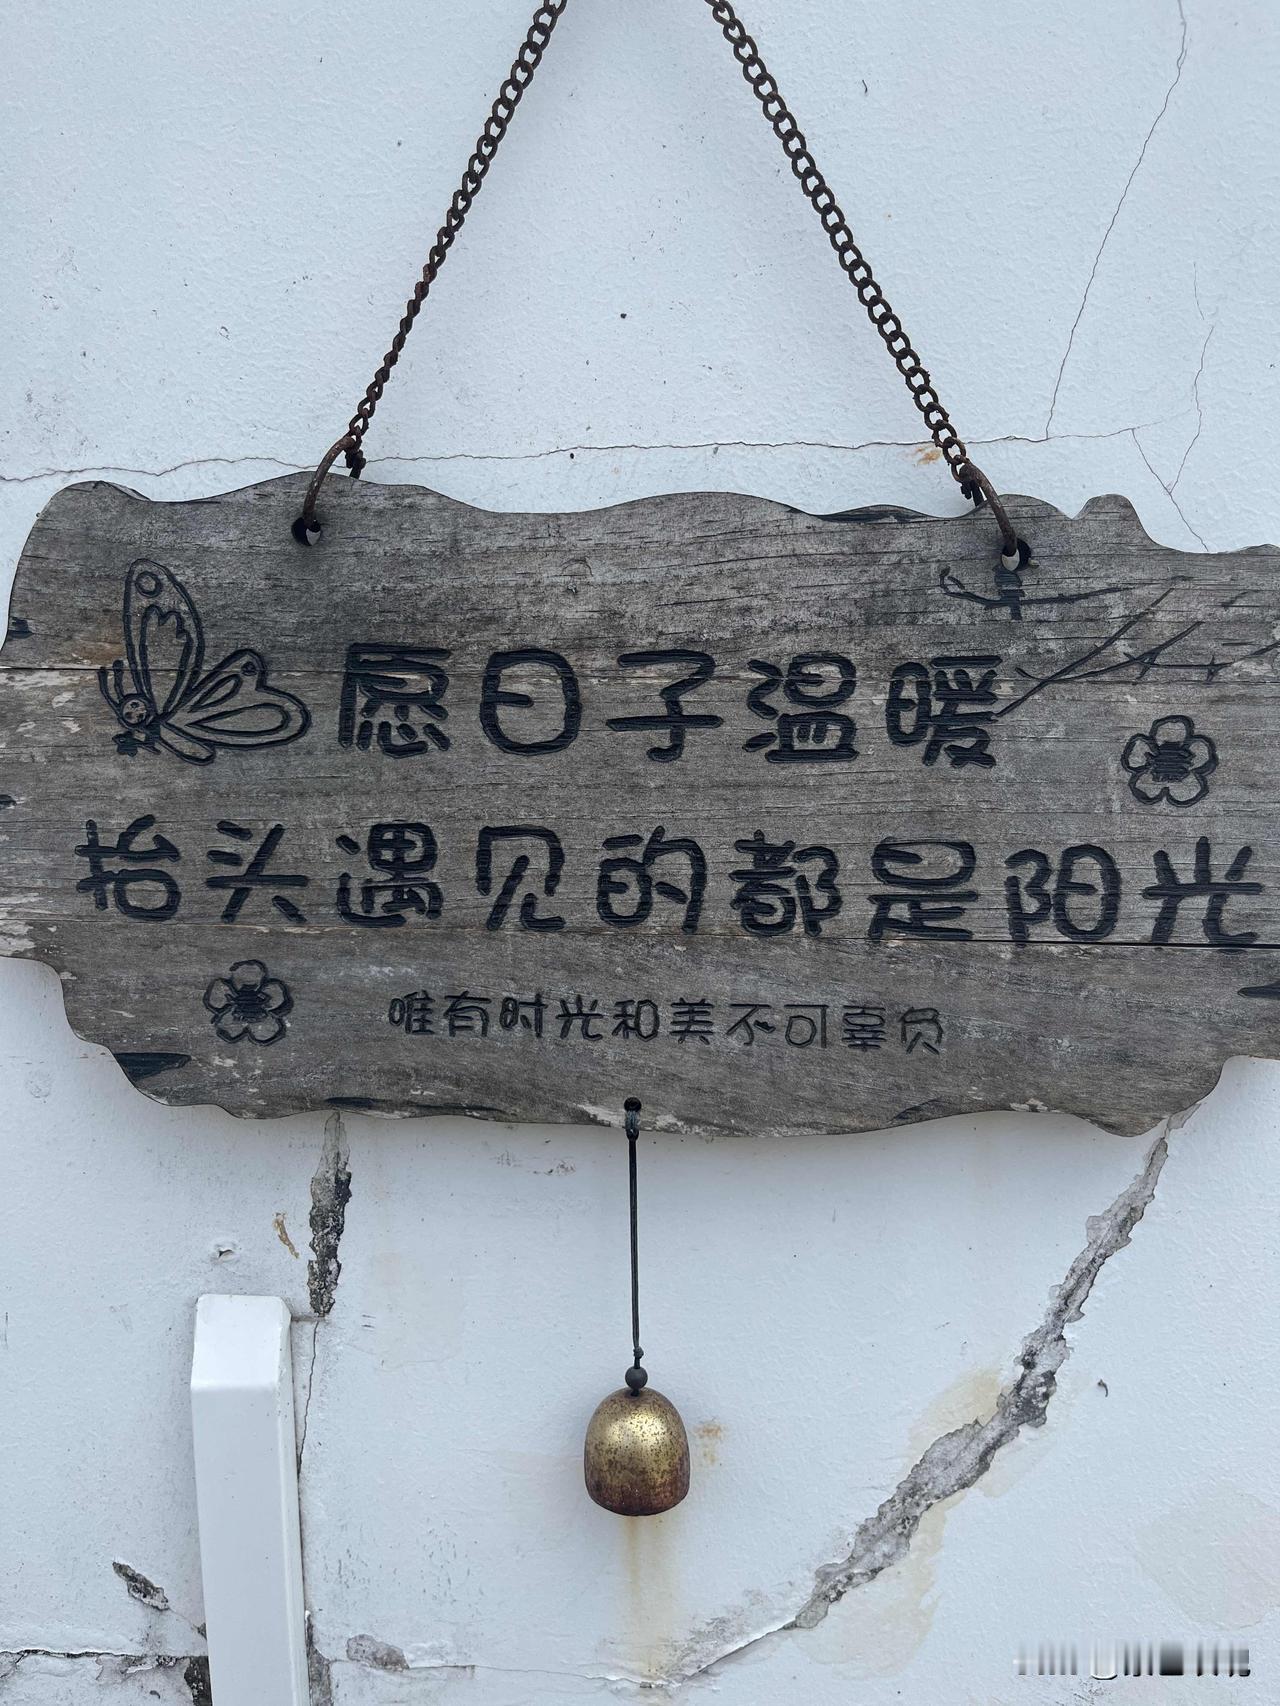 愿日子温暖
抬头遇见的都是阳光
唯有时光和美不可辜负